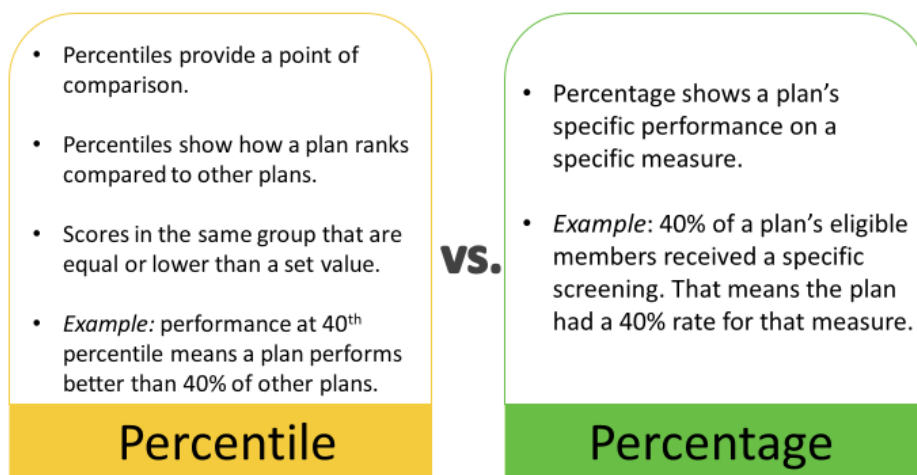 • Percentiles provide a point of
comparison.
• Percentiles show how a plan ranks
compared to other plans.
• Scores in the same group that are
equal or lower than a set value.
• Example: performance at 40th
percentile means a plan performs
better than 40% of other plans.
Percentile
vs.
• Percentage shows a plan's
specific performance on a
specific measure.
• Example: 40% of a plan's eligible
members received a specific
screening. That means the plan
had a 40% rate for that measure.
Percentage